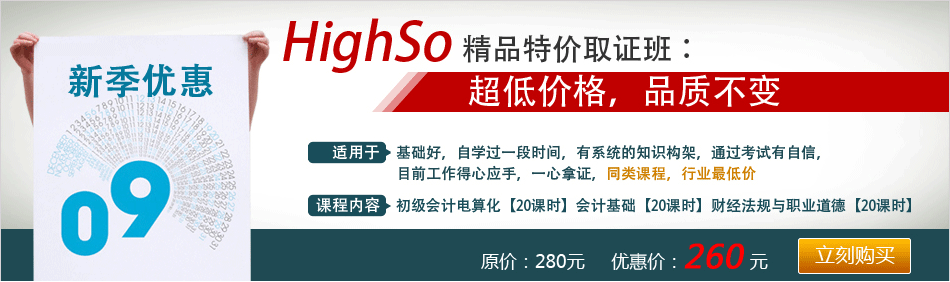 新季优惠
09
HighSo 精品特价取证班：
超低价格，品质不变
适用于 基础好，自学过一段时间，有系统的知识构架，通过考试有自信，
目前工作得心应手，一心拿证，同类课程，行业最低价
课程内容 初级会计电算化【20课时】会计基础【20课时】财经法规与职业道德【20课时】
原价：280元 优惠价：260 元 立刻购买